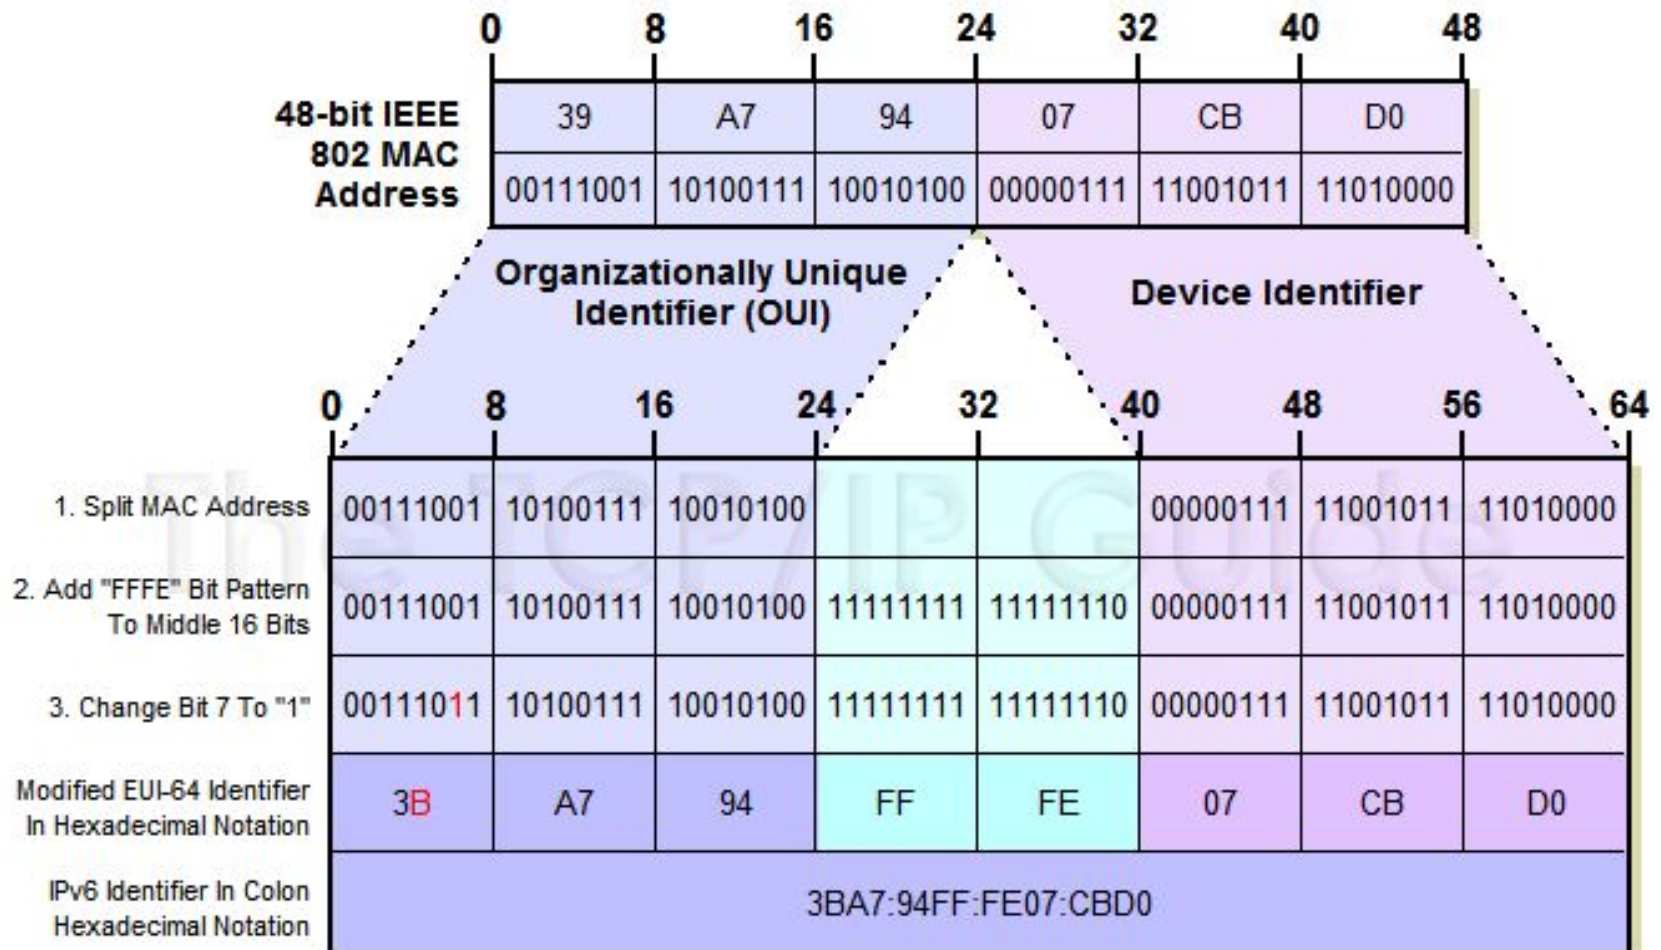 0 8 16 24 32 40 48
48-bit IEEE
802 MAC
Address
39 A7 94 07 CB D0
00111001 10100111 10010100 00000111 11001011 11010000
Organizationally Unique
Identifier (OUI)
Device Identifier
0 8 16 24 32 40 48 56 64
1. Split MAC Address
00111001 10100111 10010100 00000111 11001011 11010000
2. Add "FFFE" Bit Pattern
To Middle 16 Bits
00111001 10100111 10010100 11111111 11111110 00000111 11001011 11010000
3. Change Bit 7 To "1"
00111011 10100111 10010100 11111111 11111110 00000111 11001011 11010000
Modified EUI-64 Identifier
In Hexadecimal Notation
3B A7 94 FF FE 07 CB D0
IPv6 Identifier In Colon
Hexadecimal Notation
3BA7:94FF:FE07:CBD0
The TCP/IP Guide